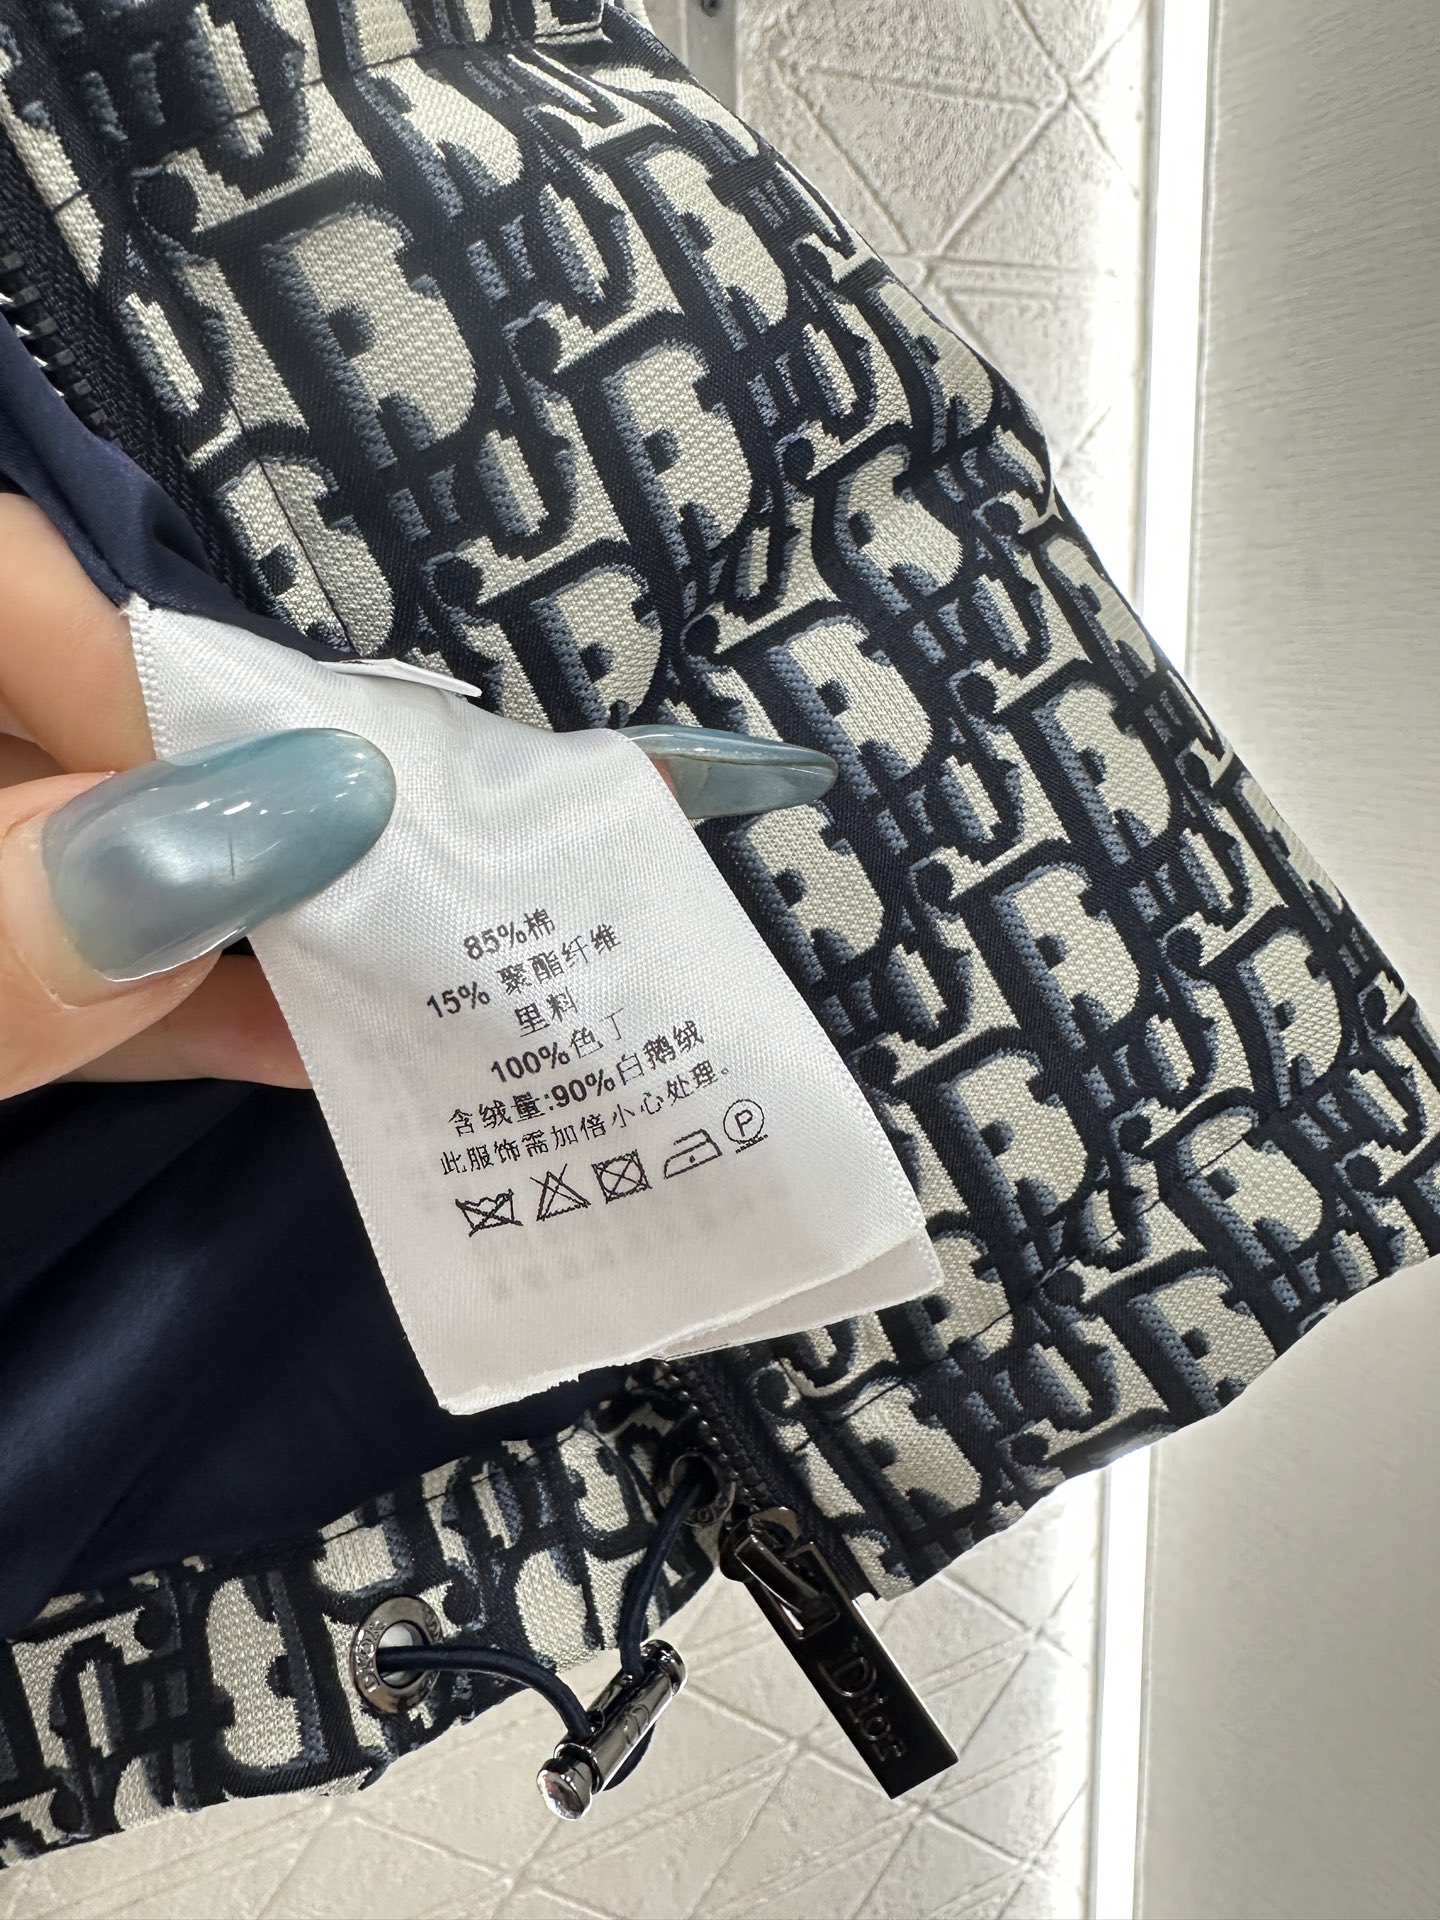 85%棉
15% 聚酯纤维
里料
100%色丁
含绒量:90%白鹅绒
此服饰需加倍小心处理。
P
Dior